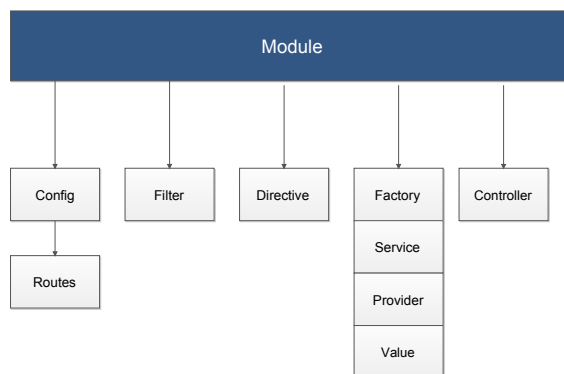 Module
Config
Filter
Directive
Factory
Controller
Service
Routes
Provider
Value